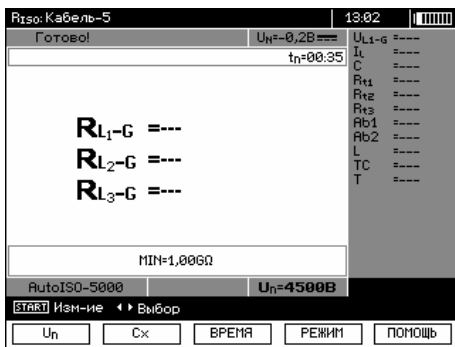 RISO: Кабель-5 13:02
Готово! UN=-0,2В
tn=00:35
RL1-G =---
RL2-G =---
RL3-G =---
MIN=1,00GΩ
AutoISO-5000 Un=4500В
UL1-G =---
IL =---
C =---
Rt1 =---
Rt2 =---
Rt3 =---
Ab1 =---
Ab2 =---
L =---
TC =---
T =---
START Изм-ие Выбор
Un Cx ВРЕМЯ РЕЖИМ ПОМОЩЬ